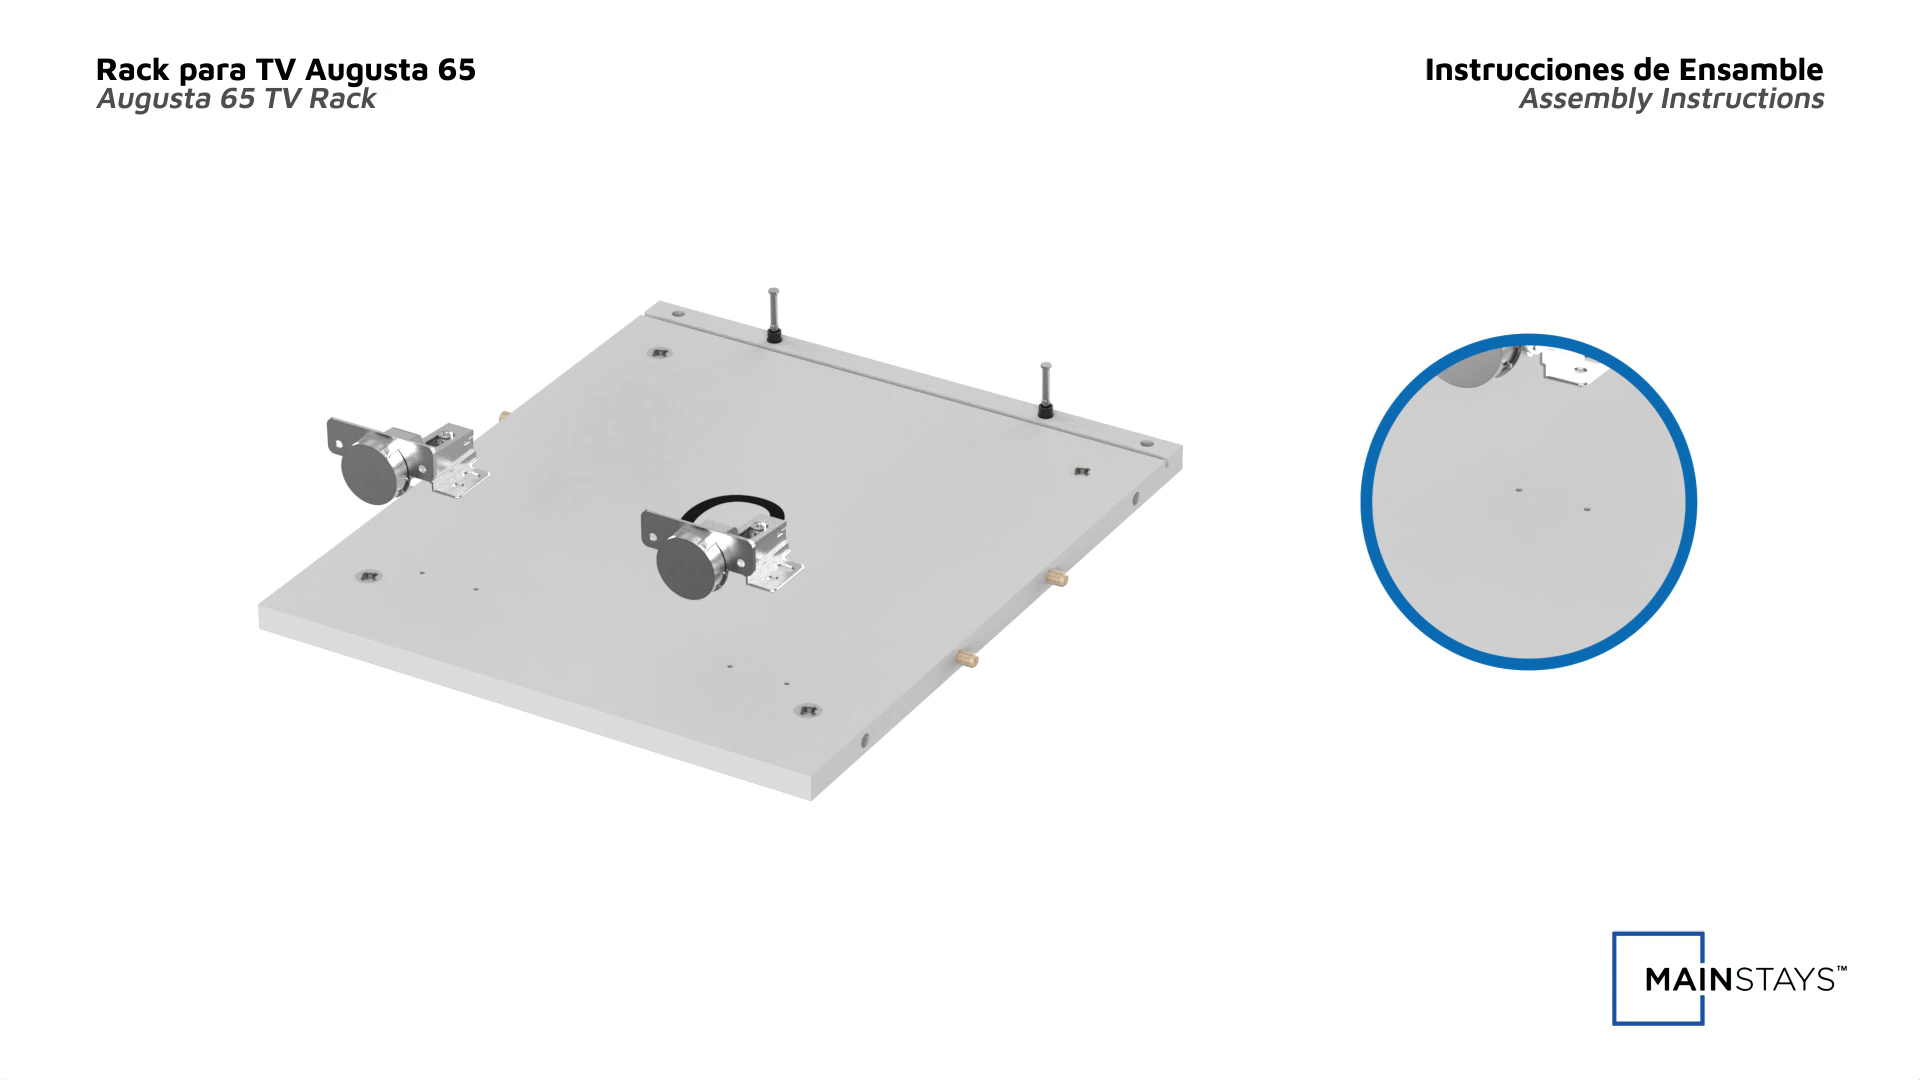 Rack para TV Augusta 65
Augusta 65 TV Rack
Instrucciones de Ensamble
Assembly Instructions
MAINSTAYS™